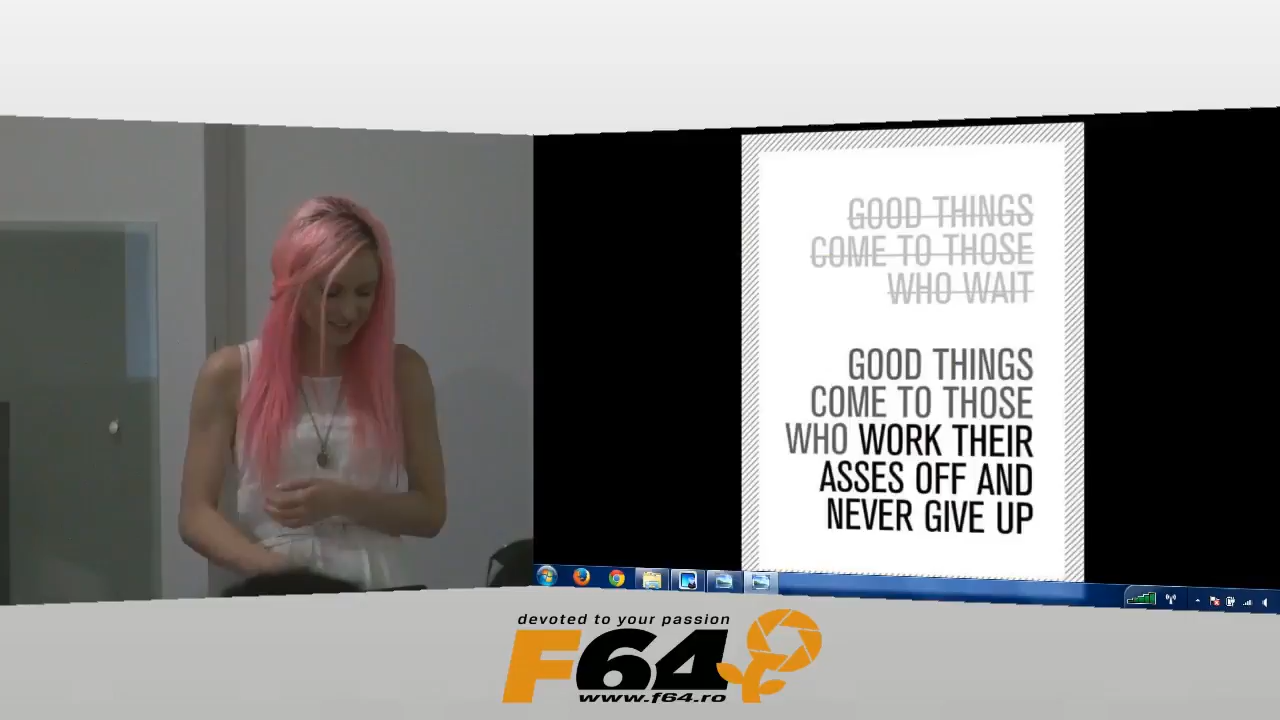 GOOD THINGS
COME TO THOSE
WHO WAIT
GOOD THINGS
COME TO THOSE
WHO WORK THEIR
ASSES OFF AND
NEVER GIVE UP
devoted to your passion
F64
www.f64.ro